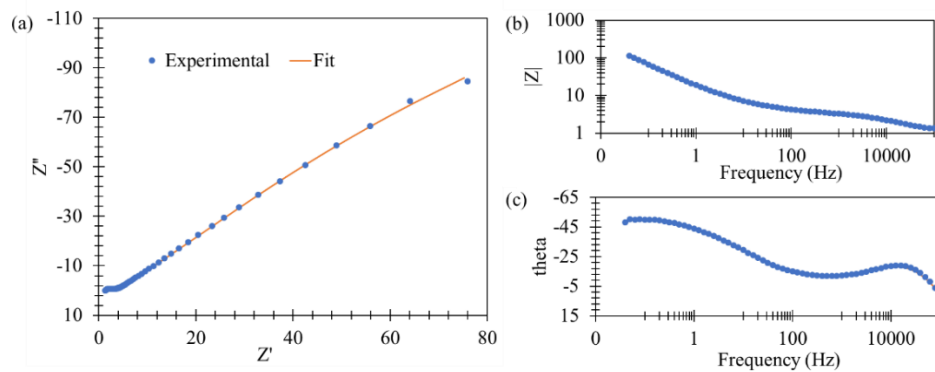 (a)
-110
-90
-70
-50
-30
-10
10
Z''
Experimental
Fit
0 20 40 60 80
Z'
(b)
1000
100
10
1
|Z|
0 1 100 10000
Frequency (Hz)
(c)
-65
-45
-25
-5
15
theta
0 1 100 10000
Frequency (Hz)